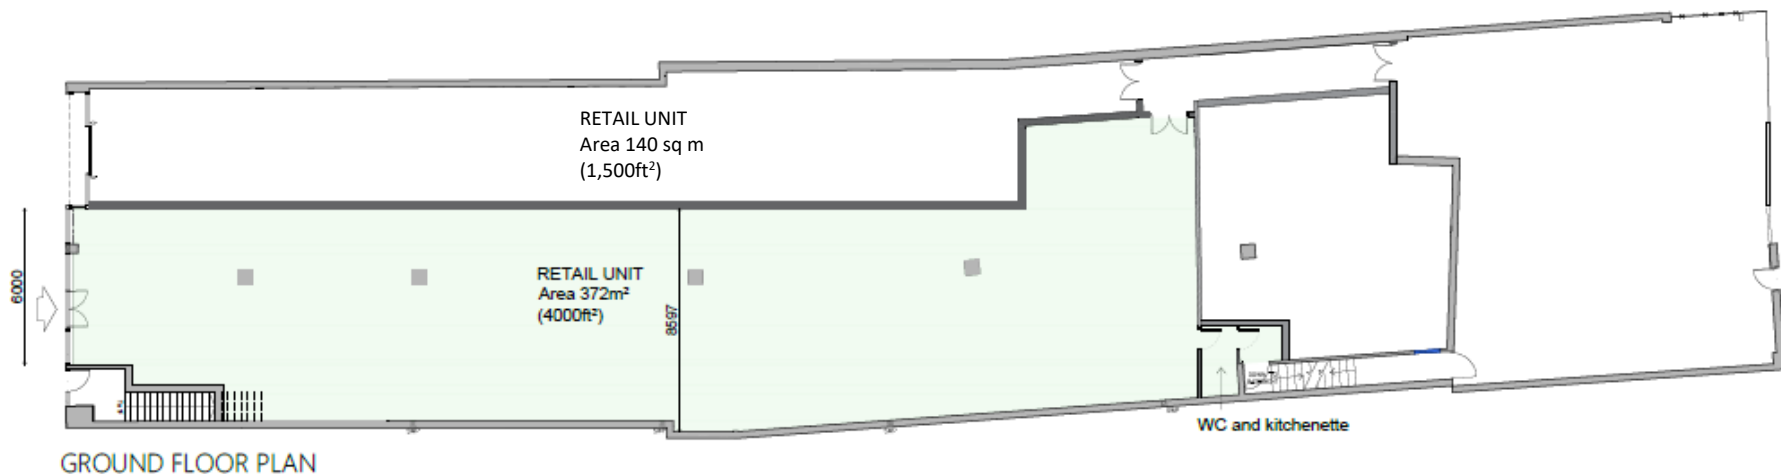 RETAIL UNIT
Area 140 sq m
(1,500ft²)
6000
RETAIL UNIT
Area 372m²
(4000ft²)
8597
WC and kitchenette
GROUND FLOOR PLAN